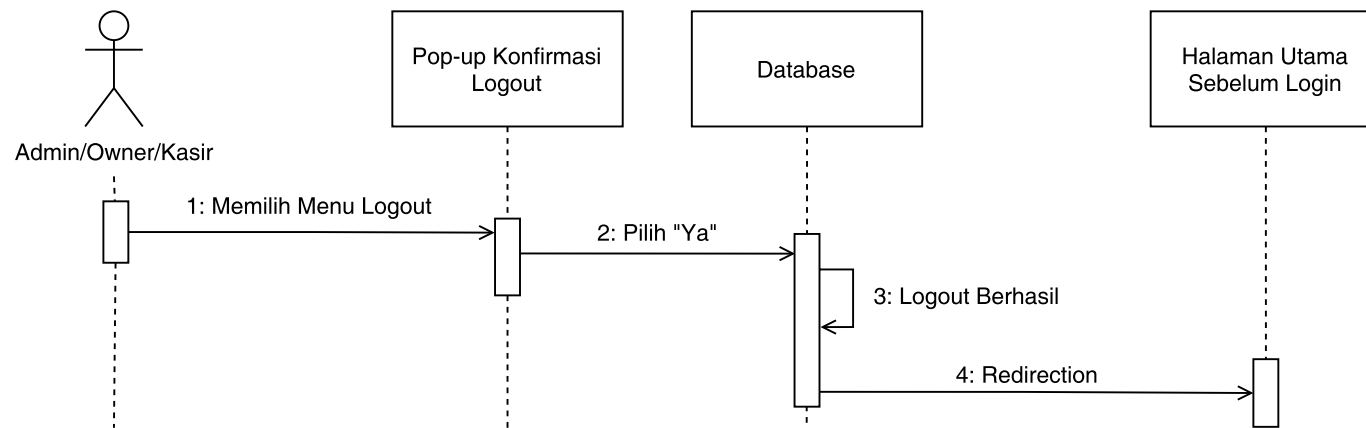 Pop-up Konfirmasi
Logout
Database
Halaman Utama
Sebelum Login
Admin/Owner/Kasir
1: Memilih Menu Logout
2: Pilih "Ya"
3: Logout Berhasil
4: Redirection